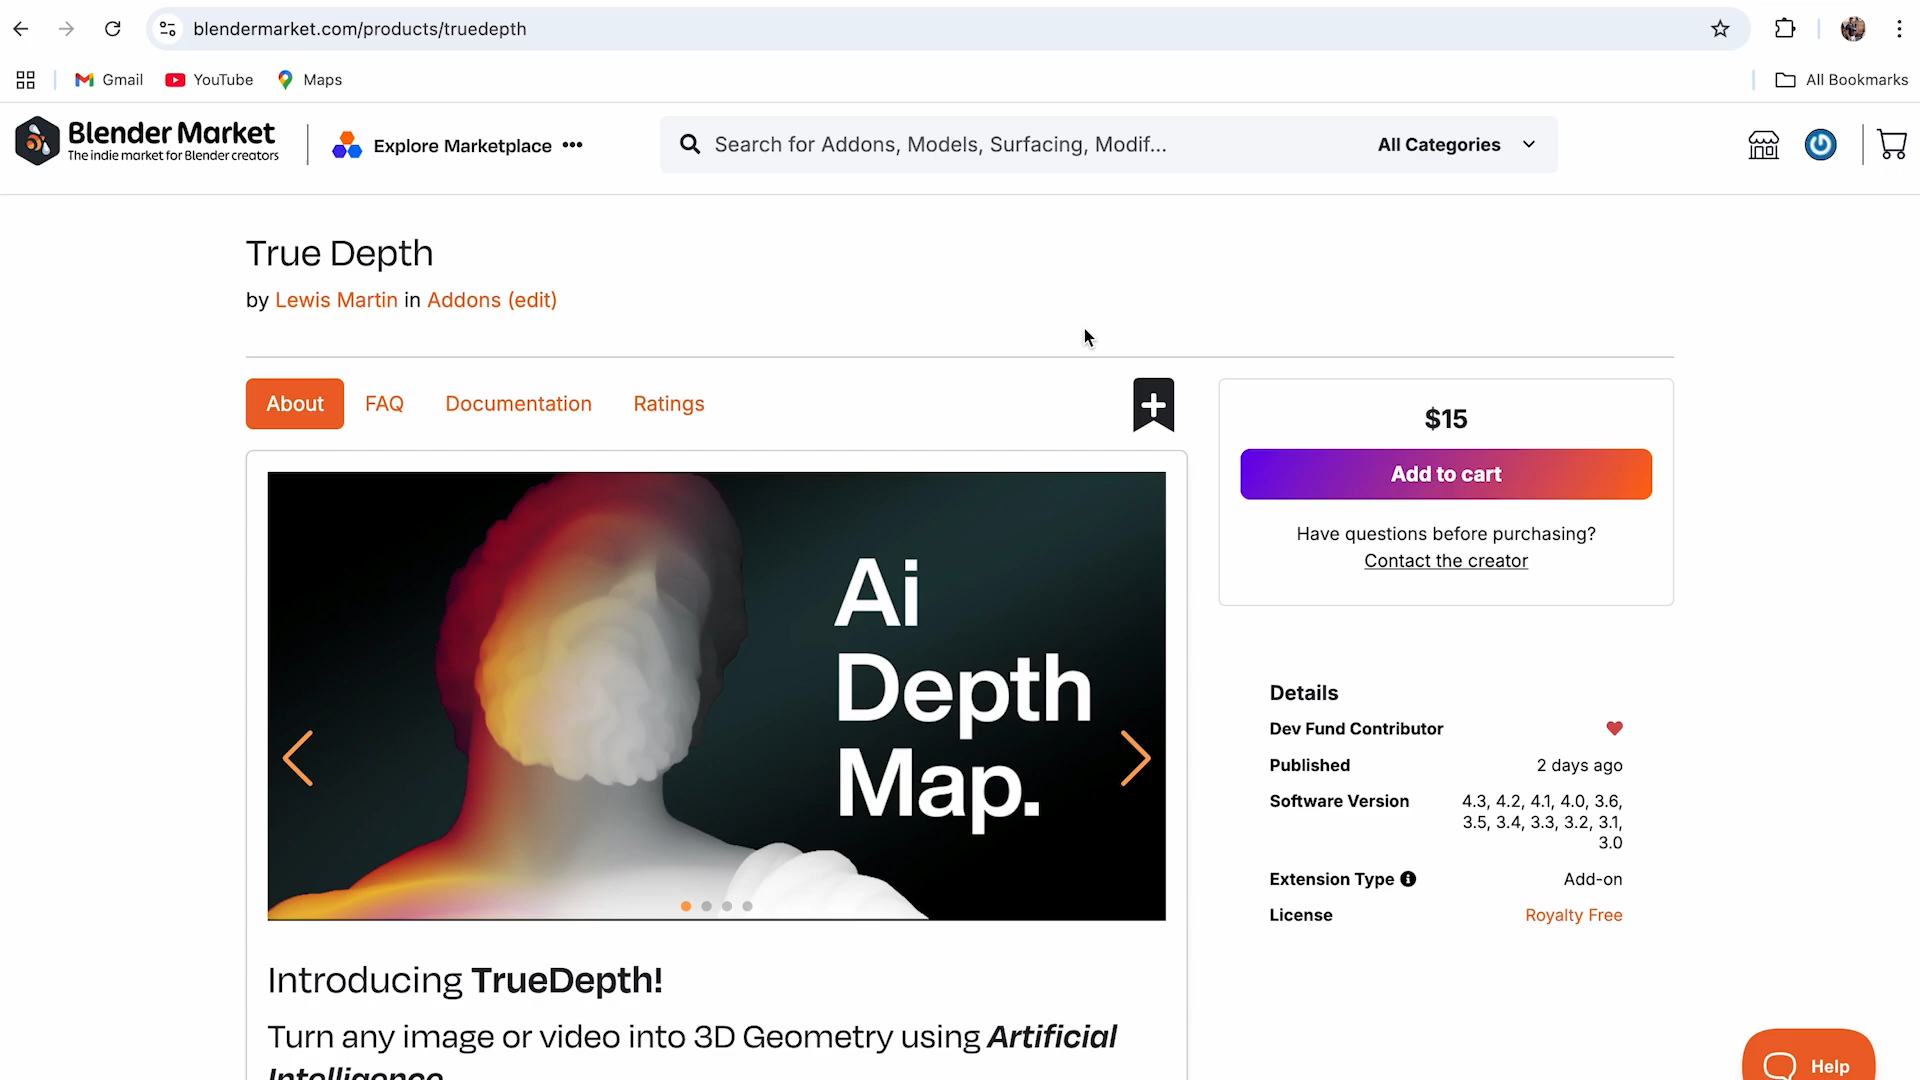 blendermarket.com/products/truedepth
Gmail YouTube Maps All Bookmarks
Blender Market
The indie market for Blender creators
Explore Marketplace •••
Search for Addons, Models, Surfacing, Modif...
All Categories
True Depth
by Lewis Martin in Addons (edit)
About FAQ Documentation Ratings
$15
Add to cart
Have questions before purchasing?
Contact the creator
Ai
Depth
Map.
Details
Dev Fund Contributor
Published 2 days ago
Software Version 4.3, 4.2, 4.1, 4.0, 3.6,
3.5, 3.4, 3.3, 3.2, 3.1,
3.0
Extension Type Add-on
License Royalty Free
Introducing TrueDepth!
Turn any image or video into 3D Geometry using Artificial
Intelligence
Help